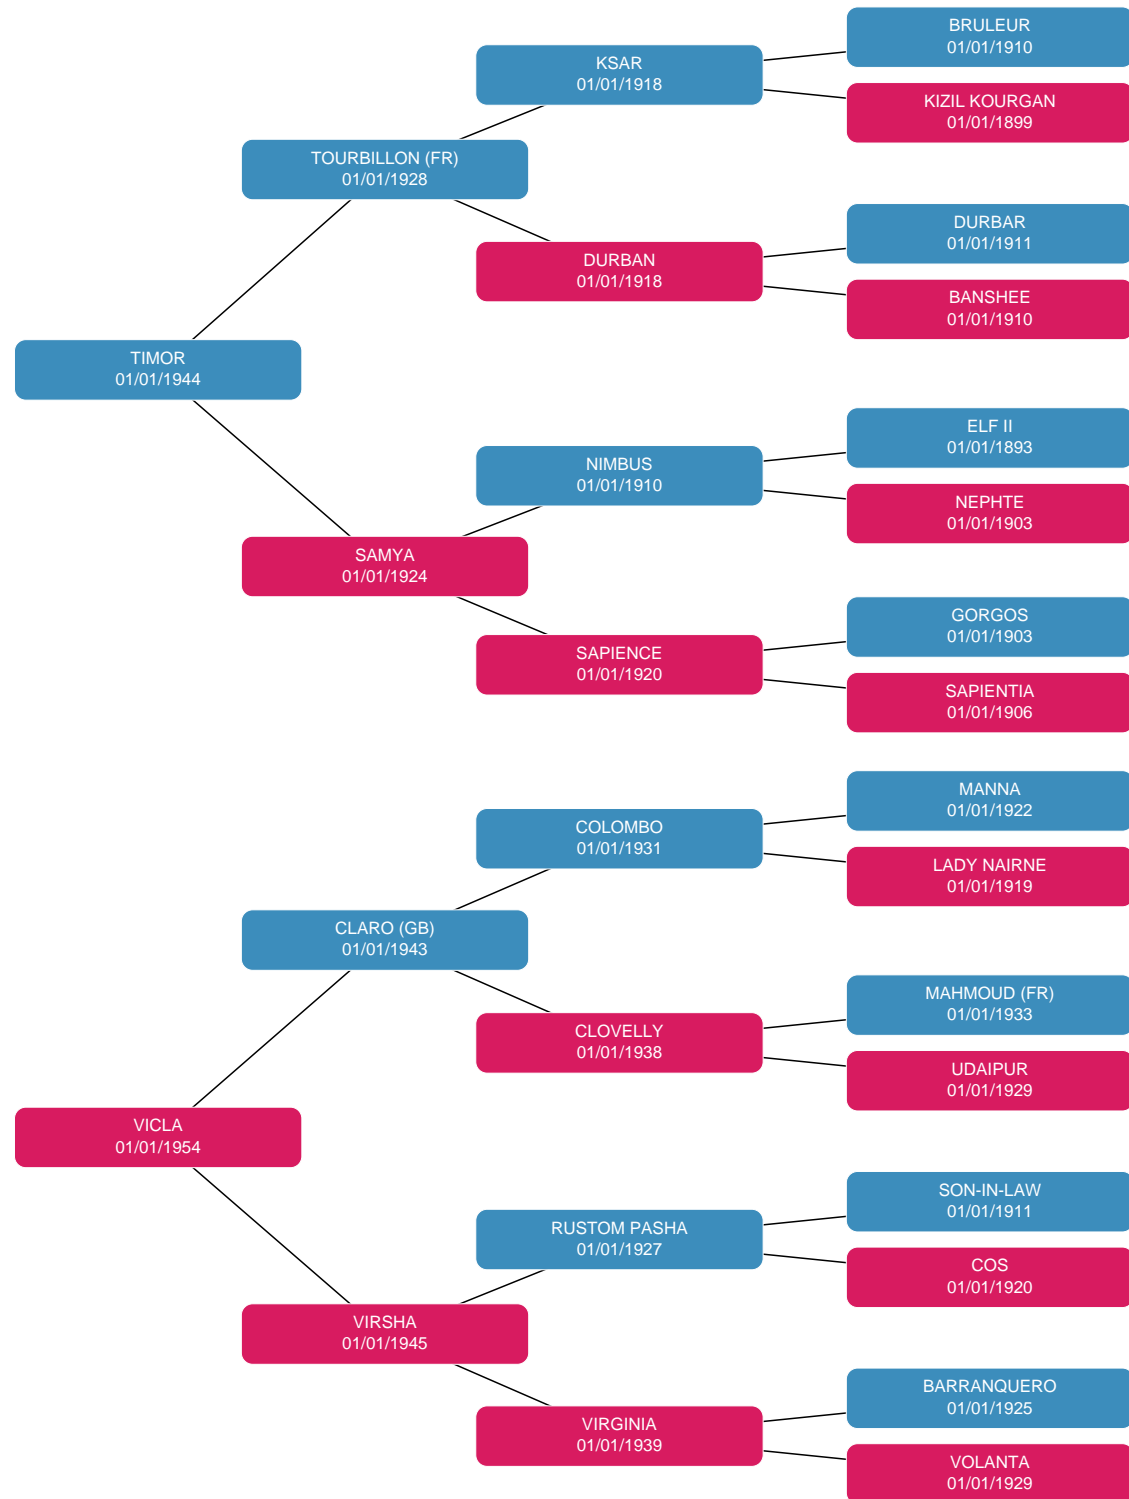 BRULEUR
01/01/1910
KSAR
01/01/1918
KIZIL KOURGAN
01/01/1899
TOURBILLON (FR)
01/01/1928
DURBAR
01/01/1911
DURBAN
01/01/1918
BANSHEE
01/01/1910
TIMOR
01/01/1944
ELF II
01/01/1893
NIMBUS
01/01/1910
NEPHTE
01/01/1903
SAMYA
01/01/1924
GORGOS
01/01/1903
SAPIENCE
01/01/1920
SAPIENTIA
01/01/1906
MANNA
01/01/1922
COLOMBO
01/01/1931
LADY NAIRNE
01/01/1919
CLARO (GB)
01/01/1943
MAHMOUD (FR)
01/01/1933
CLOVELLY
01/01/1938
UDAIPUR
01/01/1929
VICLA
01/01/1954
SON-IN-LAW
01/01/1911
RUSTOM PASHA
01/01/1927
COS
01/01/1920
VIRSHA
01/01/1945
BARRANQUERO
01/01/1925
VIRGINIA
01/01/1939
VOLANTA
01/01/1929